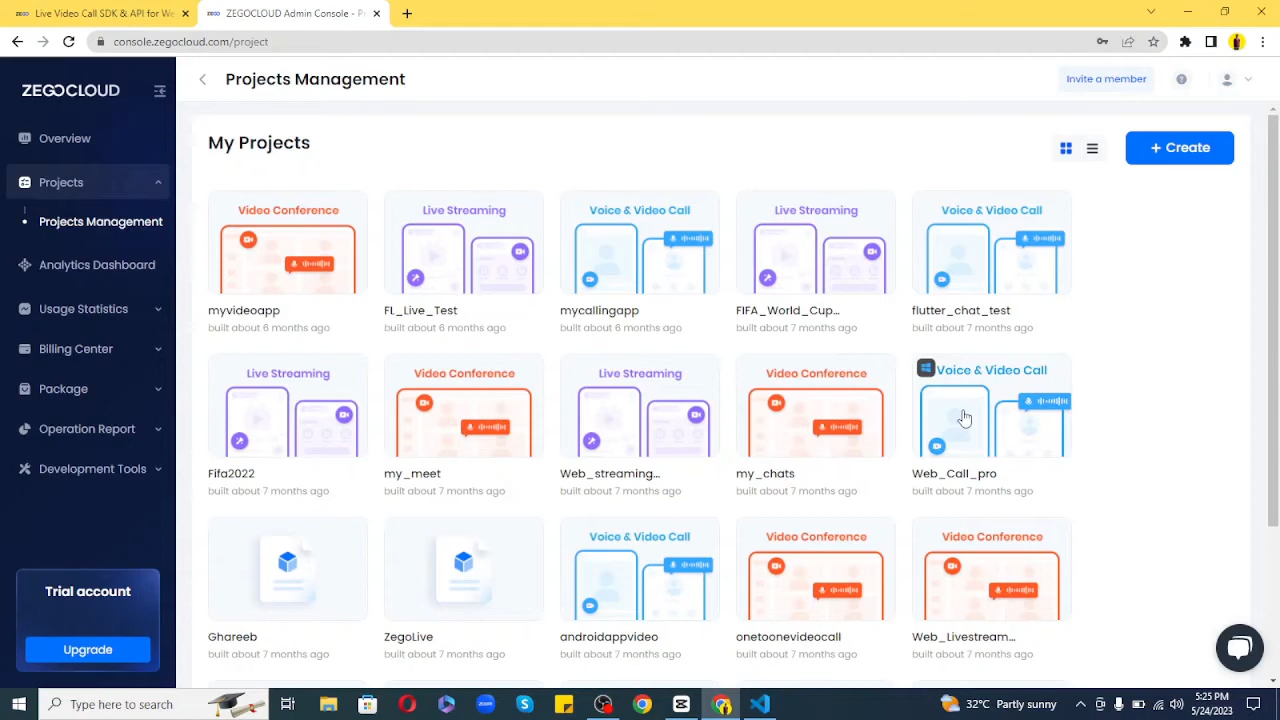 Live Video Call SDK & API for We
ZEGOCLOUD Admin Console - P
console.zegocloud.com/project
ZEGOCLOUD
Overview
Projects
Projects Management
Analytics Dashboard
Usage Statistics
Billing Center
Package
Operation Report
Development Tools
Trial account
Upgrade
Projects Management
Invite a member
My Projects
+ Create
Video Conference
Live Streaming
Voice & Video Call
Live Streaming
Voice & Video Call
myvideoapp
FL_Live_Test
mycallingapp
FIFA_World_Cup...
flutter_chat_test
built about 6 months ago
built about 6 months ago
built about 6 months ago
built about 7 months ago
built about 7 months ago
Live Streaming
Video Conference
Live Streaming
Video Conference
Voice & Video Call
Fifa2022
my_meet
Web_streaming...
my_chats
Web_Call_pro
built about 7 months ago
built about 7 months ago
built about 7 months ago
built about 7 months ago
built about 7 months ago
Voice & Video Call
Video Conference
Video Conference
Ghareeb
ZegoLive
androidappvideo
onetoonevideocall
Web_Livestream...
built about 7 months ago
built about 7 months ago
built about 7 months ago
built about 7 months ago
built about 7 months ago
Type here to search
zoom
32°C Partly sunny
5:25 PM
5/24/2023